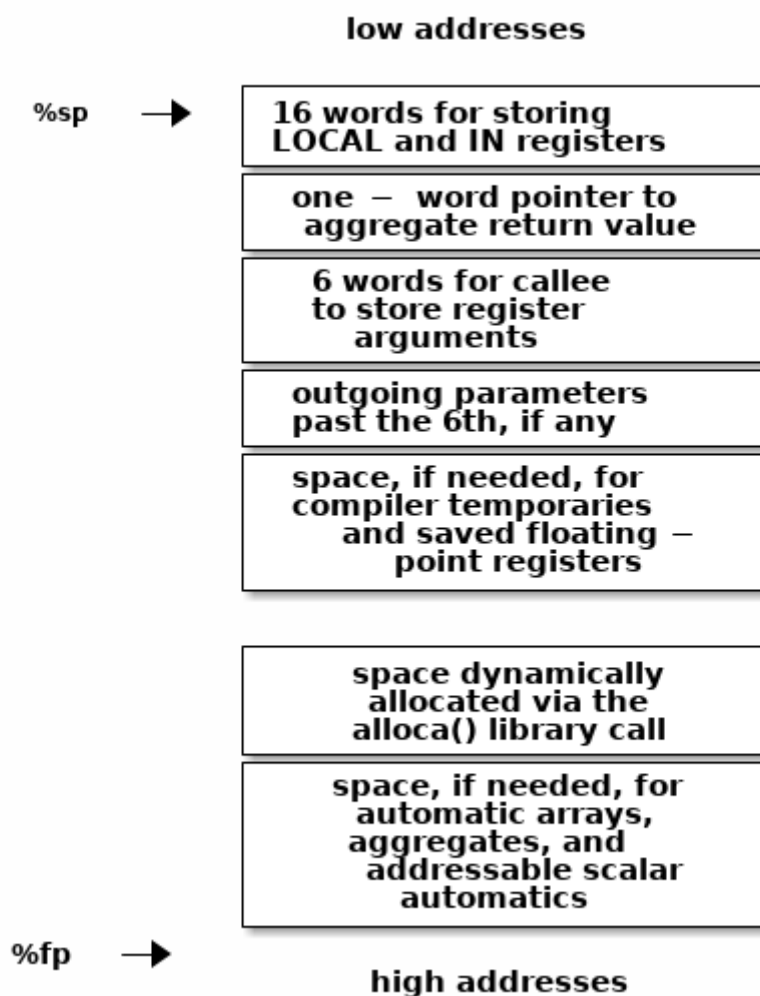 low addresses
%sp
16 words for storing
LOCAL and IN registers
one – word pointer to
aggregate return value
6 words for callee
to store register
arguments
outgoing parameters
past the 6th, if any
space, if needed, for
compiler temporaries
and saved floating –
point registers
space dynamically
allocated via the
alloca() library call
space, if needed, for
automatic arrays,
aggregates, and
addressable scalar
automatics
%fp
high addresses